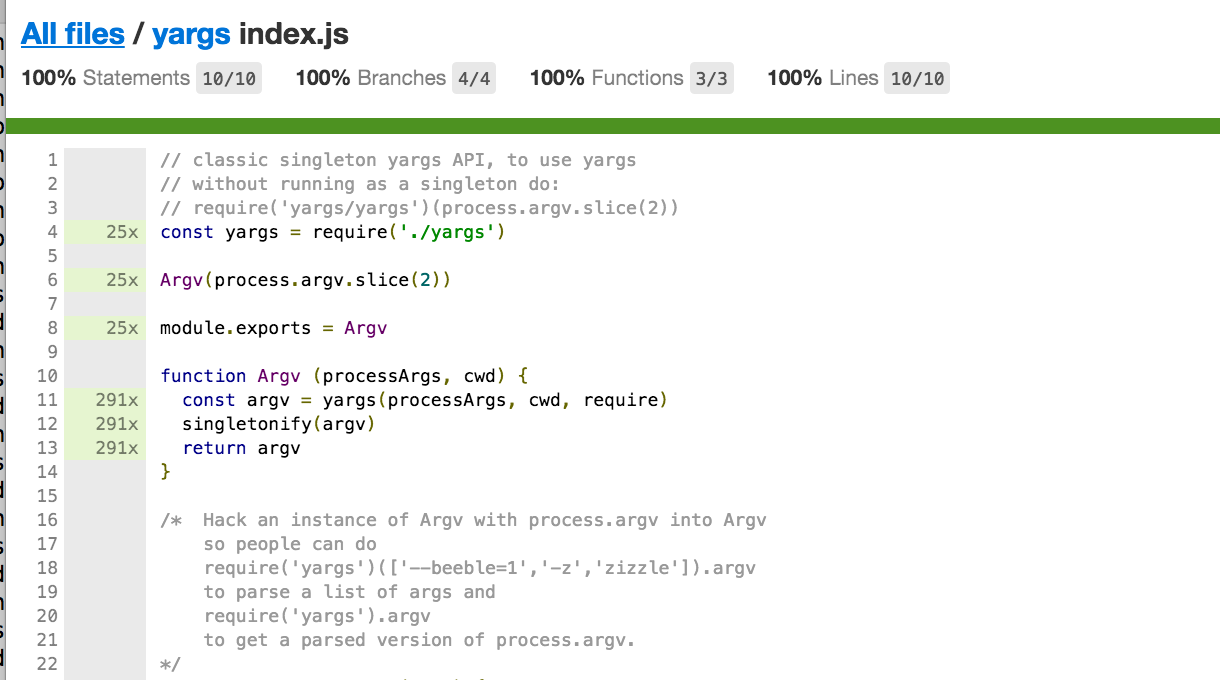 All files / yargs index.js
100% Statements 10/10 100% Branches 4/4 100% Functions 3/3 100% Lines 10/10
1 // classic singleton yargs API, to use yargs
2 // without running as a singleton do:
3 // require('yargs/yargs')(process.argv.slice(2))
4 25x const yargs = require('./yargs')
5
6 25x Argv(process.argv.slice(2))
7
8 25x module.exports = Argv
9
10 function Argv (processArgs, cwd) {
11 291x   const argv = yargs(processArgs, cwd, require)
12 291x   singletonify(argv)
13 291x   return argv
14 }
15
16 /*  Hack an instance of Argv with process.argv into Argv
17     so people can do
18     require('yargs')(['--beeble=1','-z','zizzle']).argv
19     to parse a list of args and
20     require('yargs').argv
21     to get a parsed version of process.argv.
22 */